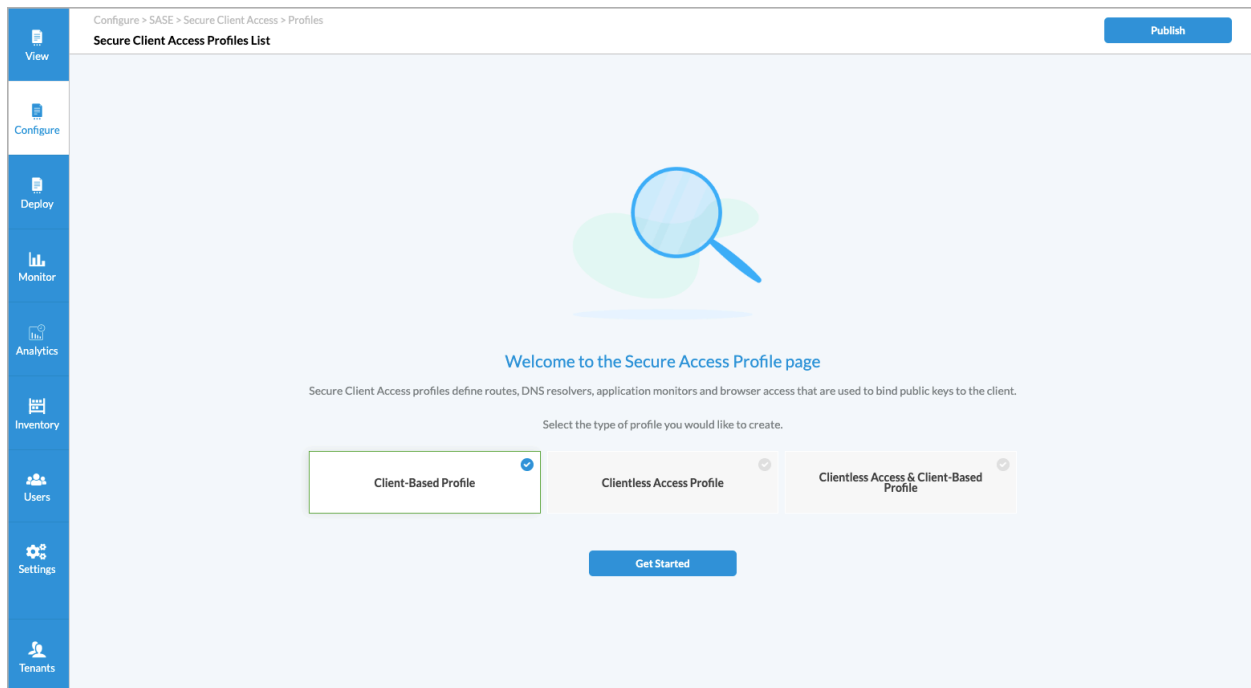 Configure > SASE > Secure Client Access > Profiles
Secure Client Access Profiles List
Publish
View
Configure
Deploy
Monitor
Analytics
Inventory
Users
Settings
Tenants
Welcome to the Secure Access Profile page
Secure Client Access profiles define routes, DNS resolvers, application monitors and browser access that are used to bind public keys to the client.
Select the type of profile you would like to create.
Client-Based Profile
Clientless Access Profile
Clientless Access & Client-Based
Profile
Get Started